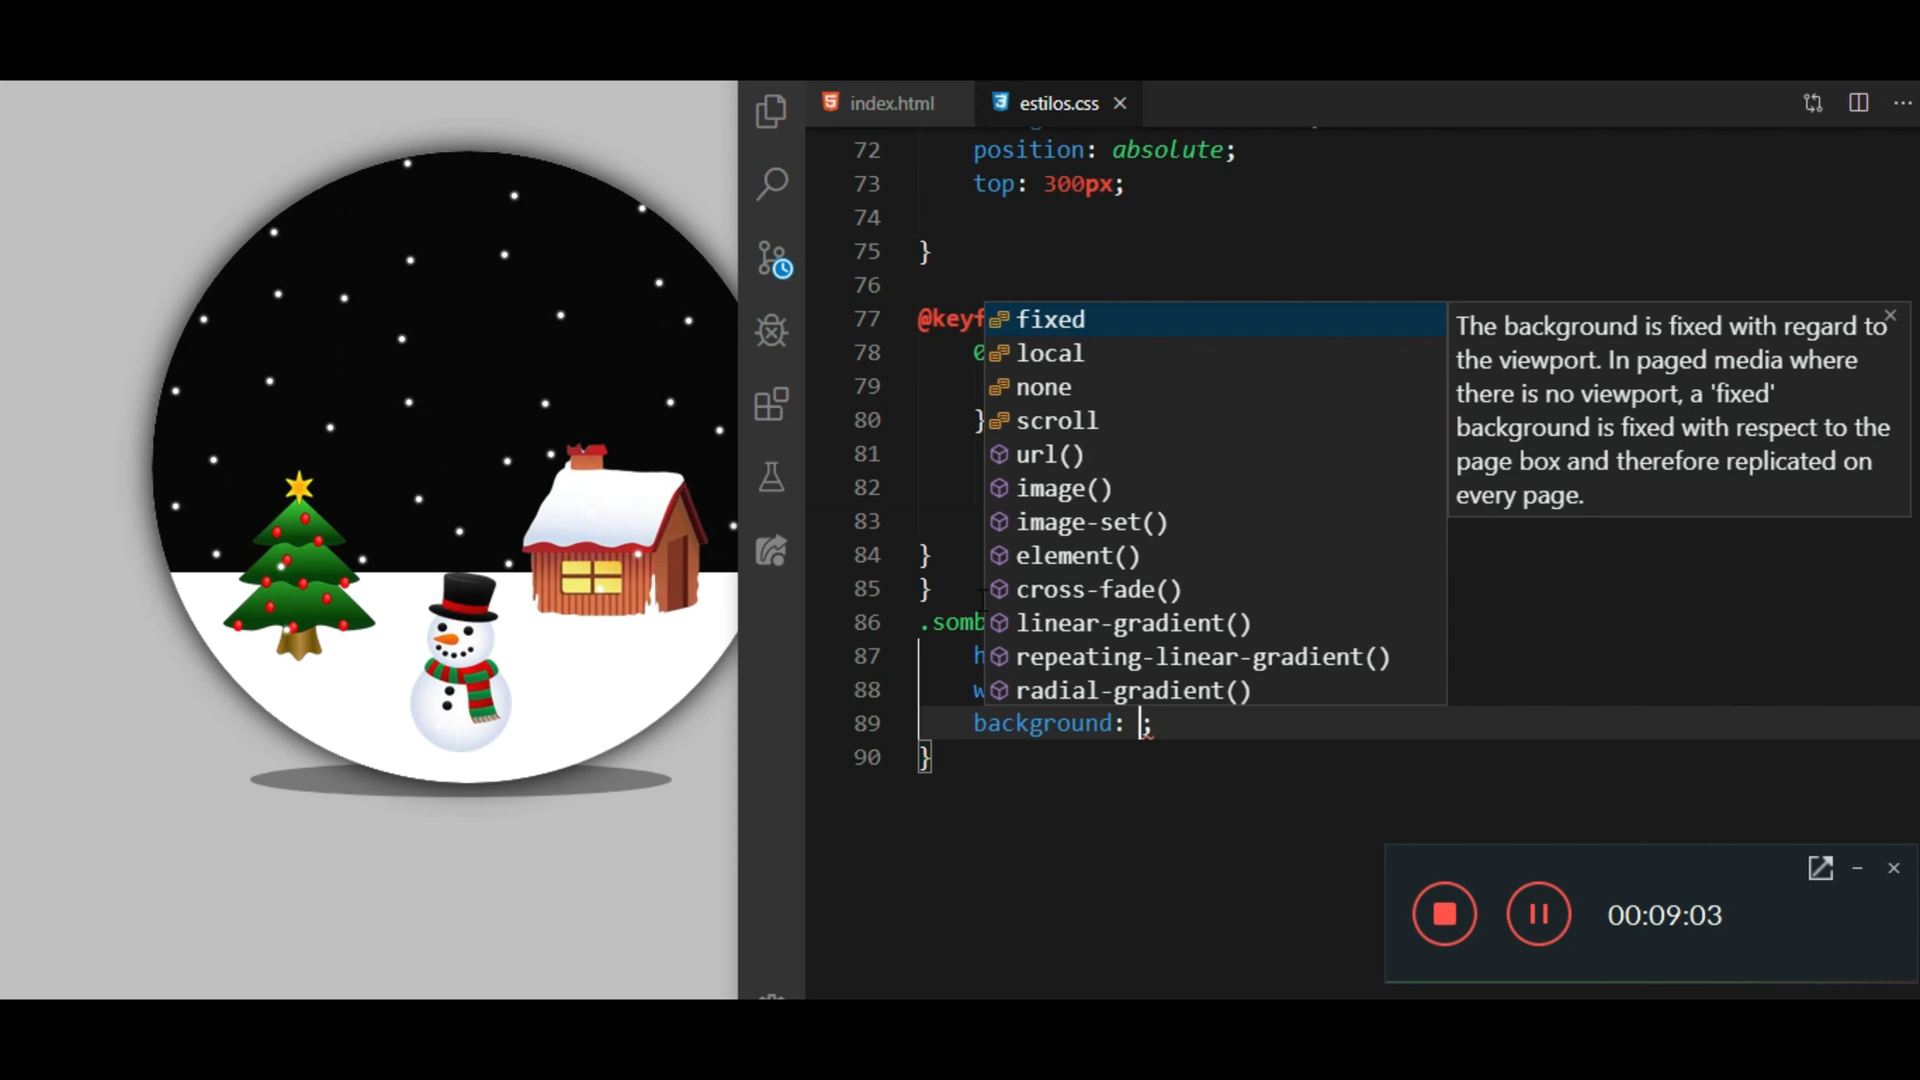 index.html
estilos.css
72 position: absolute;
73 top: 300px;
74
75 }
76
77 @keyf
78 0
79
80 }
81
82
83
84 }
85 }
86 .somb
87 h
88 w
89 background: ;
90 }
fixed
local
none
scroll
url()
image()
image-set()
element()
cross-fade()
linear-gradient()
repeating-linear-gradient()
radial-gradient()
The background is fixed with regard to
the viewport. In paged media where
there is no viewport, a 'fixed'
background is fixed with respect to the
page box and therefore replicated on
every page.
00:09:03